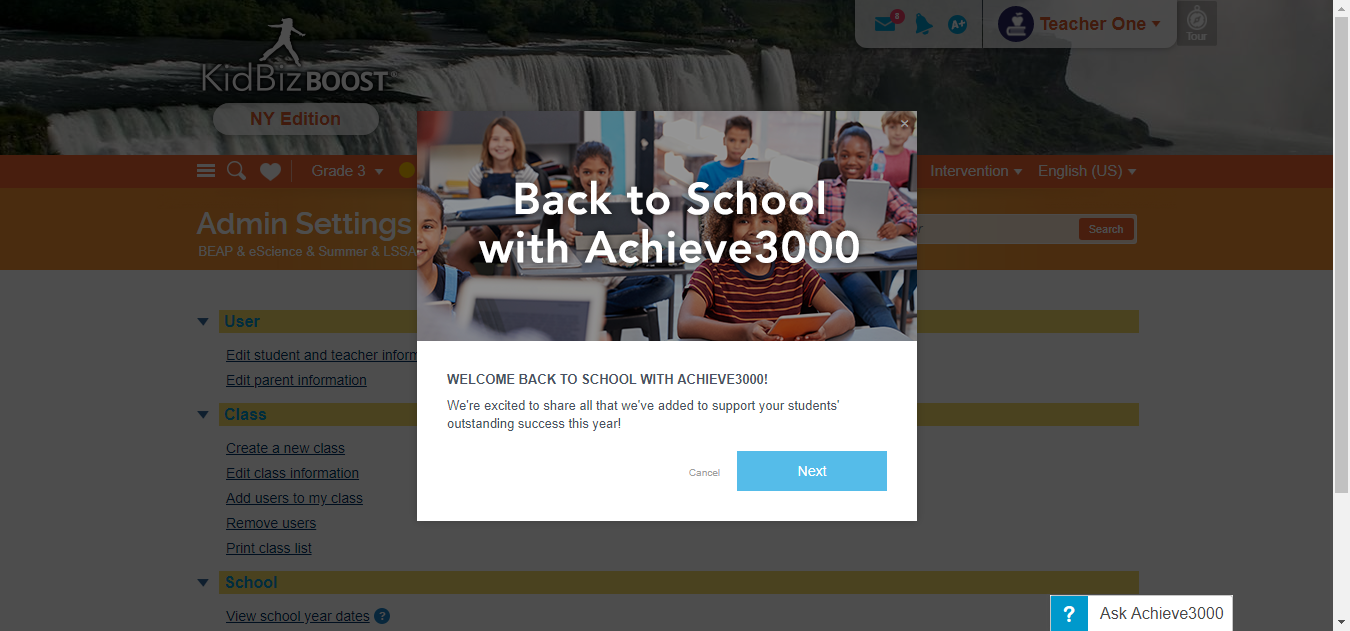 8
A+
Teacher One
Tour
KidBizBOOST®
NY Edition
Grade 3
Intervention
English (US)
Admin Settings
BEAP & eScience & Summer & LSSA
Search
×
Back to School
with Achieve3000
User
Edit student and teacher inform
Edit parent information
WELCOME BACK TO SCHOOL WITH ACHIEVE3000!
We're excited to share all that we've added to support your students'
outstanding success this year!
Cancel
Next
Class
Create a new class
Edit class information
Add users to my class
Remove users
Print class list
School
View school year dates ?
? Ask Achieve3000